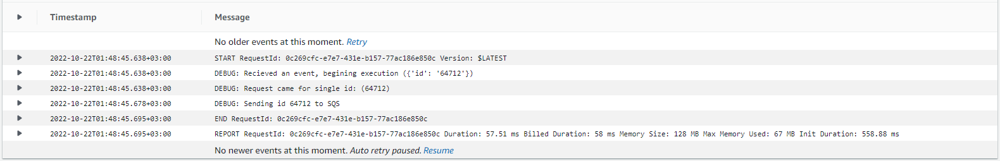 Timestamp Message
No older events at this moment. Retry
2022-10-22T01:48:45.638+03:00 START RequestId: 0c269cfc-e7e7-431e-b157-77ac186e850c Version: $LATEST
2022-10-22T01:48:45.638+03:00 DEBUG: Recieved an event, begining execution ({'id': '64712'})
2022-10-22T01:48:45.638+03:00 DEBUG: Request came for single id: (64712)
2022-10-22T01:48:45.678+03:00 DEBUG: Sending id 64712 to SQS
2022-10-22T01:48:45.695+03:00 END RequestId: 0c269cfc-e7e7-431e-b157-77ac186e850c
2022-10-22T01:48:45.695+03:00 REPORT RequestId: 0c269cfc-e7e7-431e-b157-77ac186e850c Duration: 57.51 ms Billed Duration: 58 ms Memory Size: 128 MB Max Memory Used: 67 MB Init Duration: 558.88 ms
No newer events at this moment. Auto retry paused. Resume